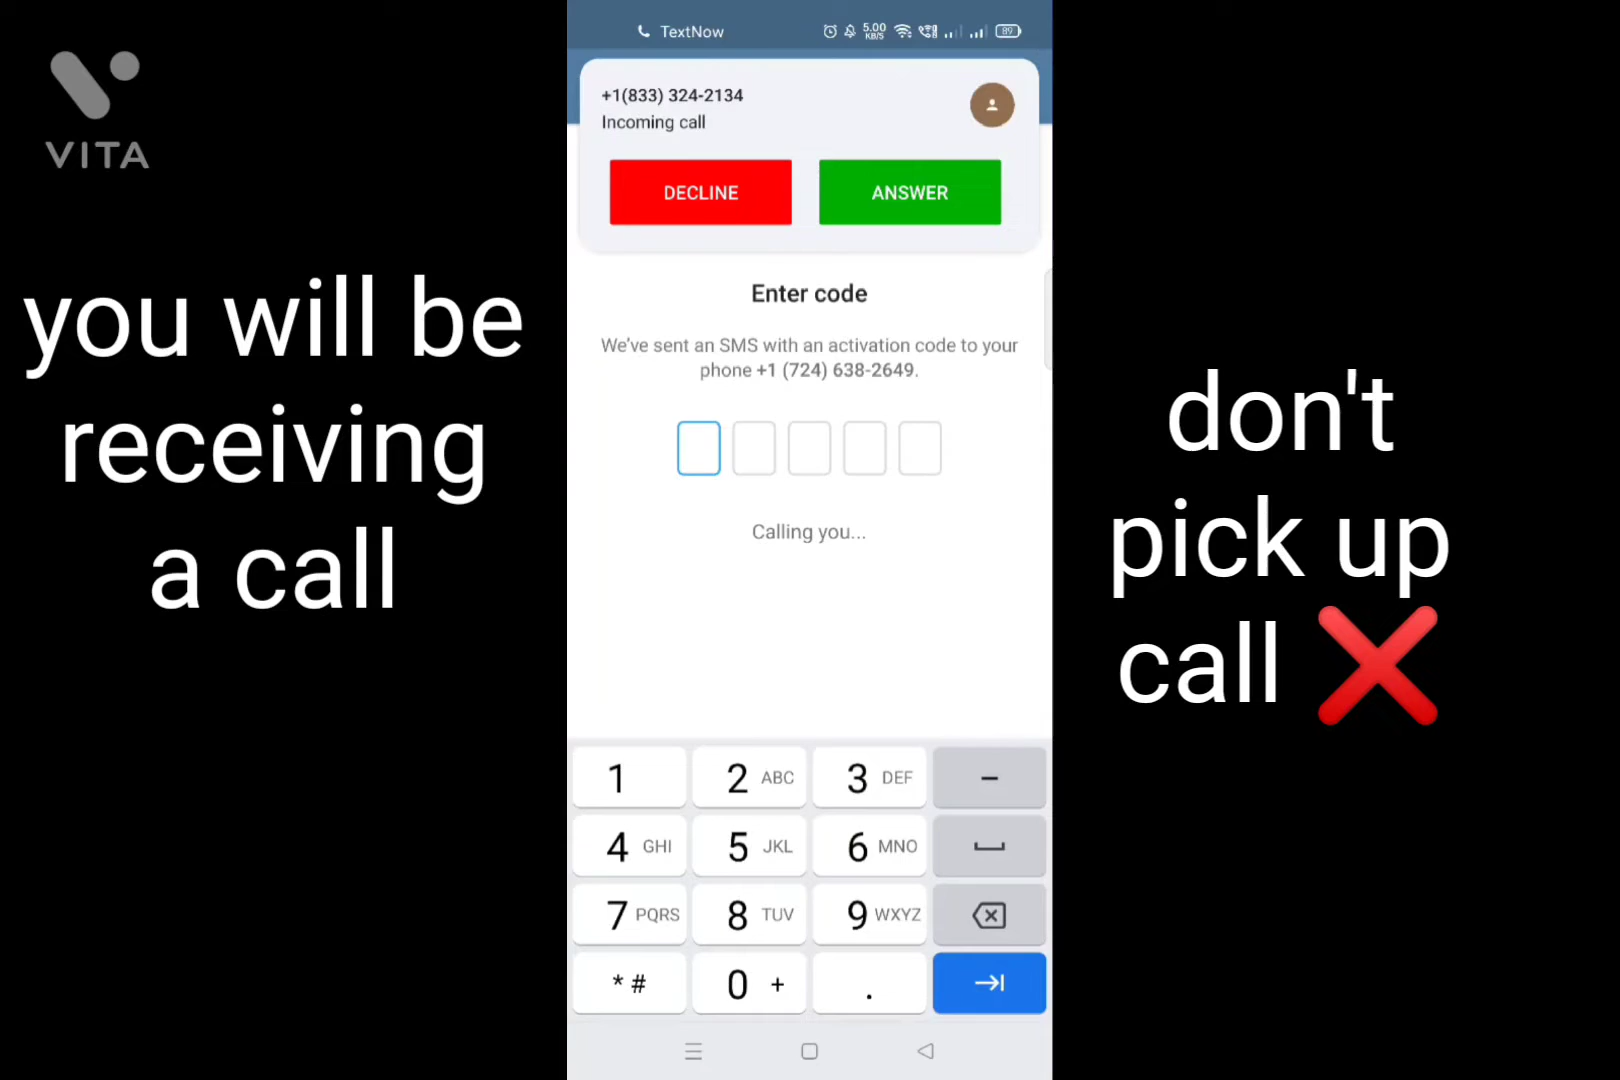 VITA
you will be
receiving
a call
TextNow
5.00
KB/S
89
+1(833) 324-2134
Incoming call
DECLINE
ANSWER
Enter code
We've sent an SMS with an activation code to your
phone +1 (724) 638-2649.
Calling you...
1
2 ABC
3 DEF
–
4 GHI
5 JKL
6 MNO
7 PQRS
8 TUV
9 WXYZ
* #
0 +
.
don't
pick up
call ❌